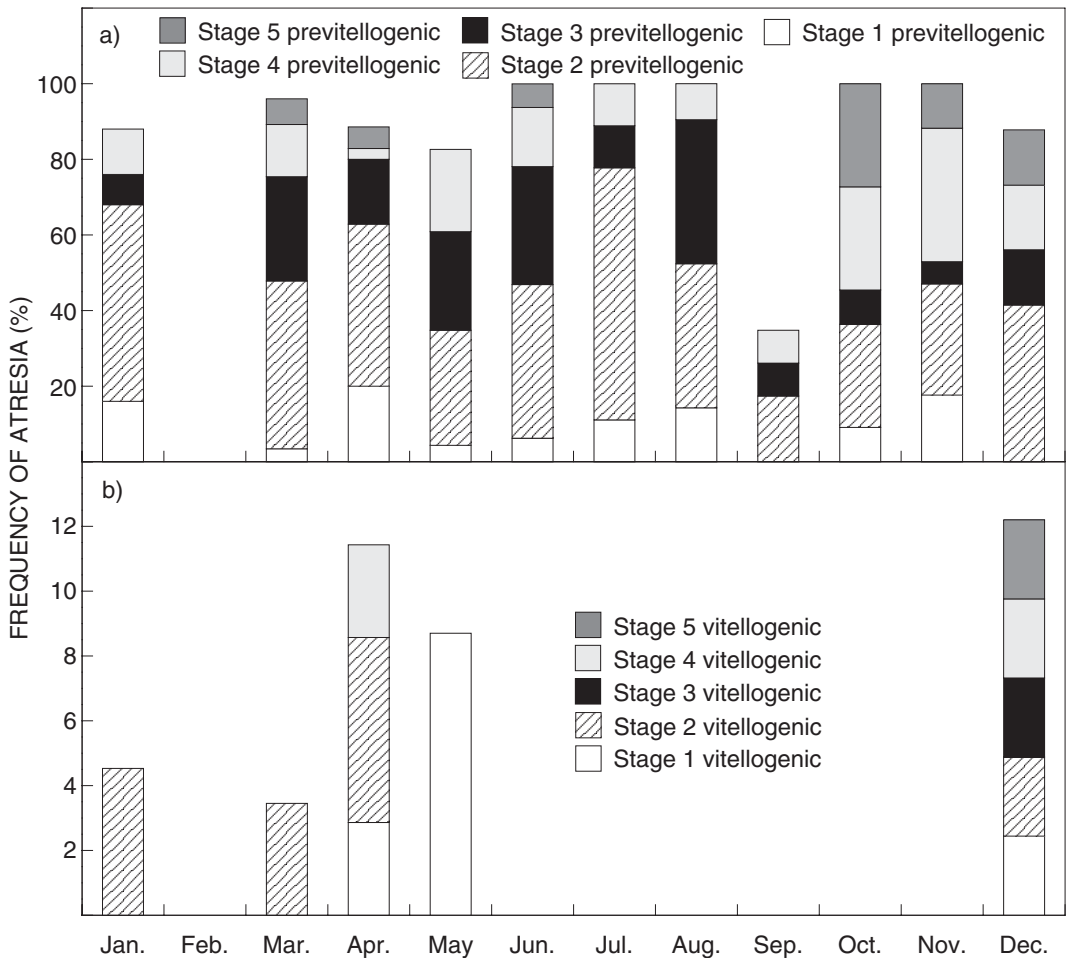 a)
Stage 5 previtellogenic Stage 3 previtellogenic Stage 1 previtellogenic
Stage 4 previtellogenic Stage 2 previtellogenic
100
80
60
40
20
FREQUENCY OF ATRESIA (%)
b)
12
10
8
6
4
2
Stage 5 vitellogenic
Stage 4 vitellogenic
Stage 3 vitellogenic
Stage 2 vitellogenic
Stage 1 vitellogenic
Jan. Feb. Mar. Apr. May Jun. Jul. Aug. Sep. Oct. Nov. Dec.